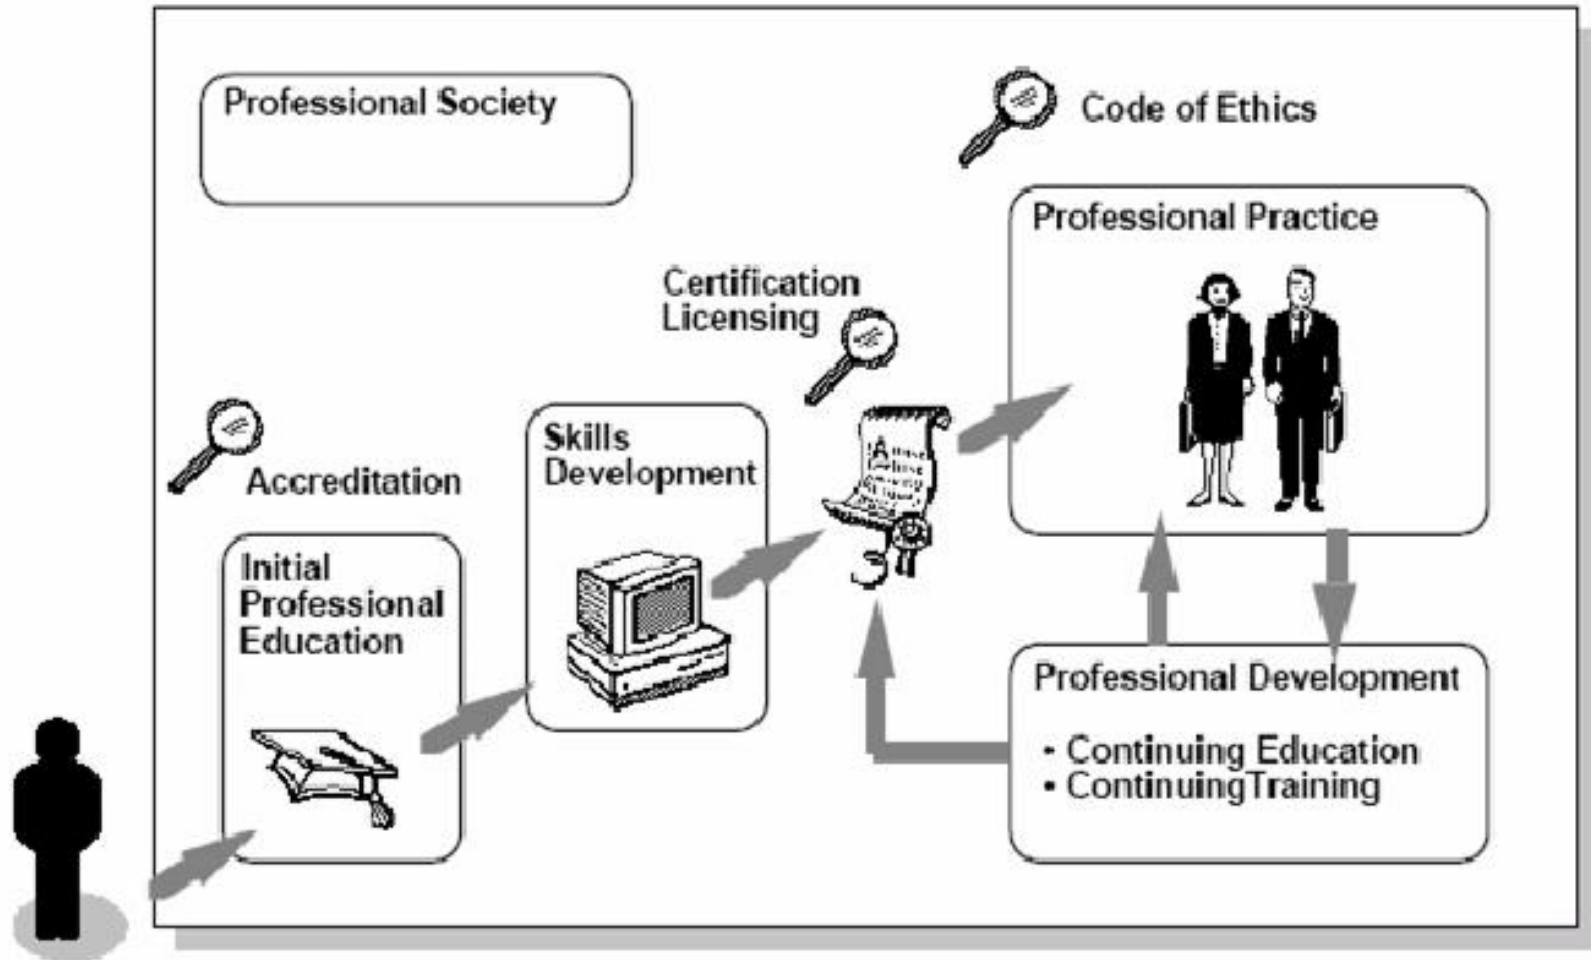 Professional Society
Code of Ethics
Professional Practice
Certification
Licensing
Accreditation
Skills
Development
Initial
Professional
Education
Professional Development
• Continuing Education
• ContinuingTraining